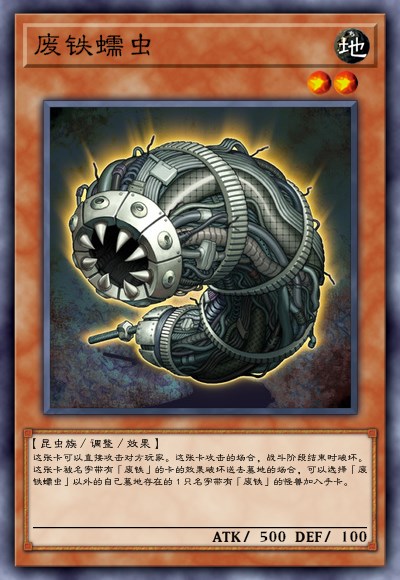 废铁蠕虫
地
【昆虫族/调整/效果】
这张卡可以直接攻击对方玩家。这张卡攻击的场合，战斗阶段结束时破坏。
这张卡被名字带有「废铁」的卡的效果破坏送去墓地的场合，可以选择「废
铁蠕虫」以外的自己墓地存在的1只名字带有「废铁」的怪兽加入手卡。
ATK/ 500 DEF/ 100